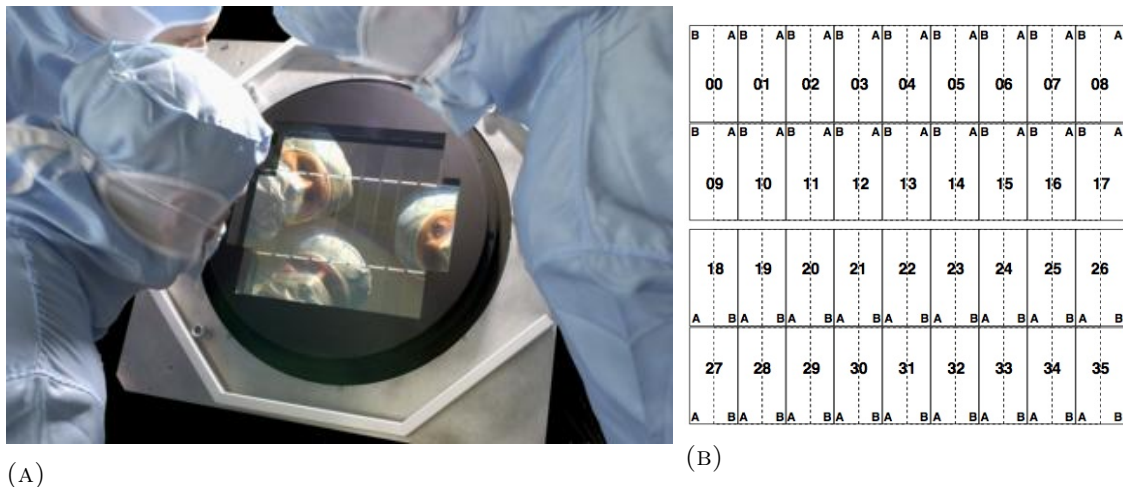 B A B A B A B A B A B A B A B A B A
00 01 02 03 04 05 06 07 08
B A B A B A B A B A B A B A B A B A
09 10 11 12 13 14 15 16 17
18 19 20 21 22 23 24 25 26
A B A B A B A B A B A B A B A B A B
27 28 29 30 31 32 33 34 35
A B A B A B A B A B A B A B A B A B
(A)
(B)